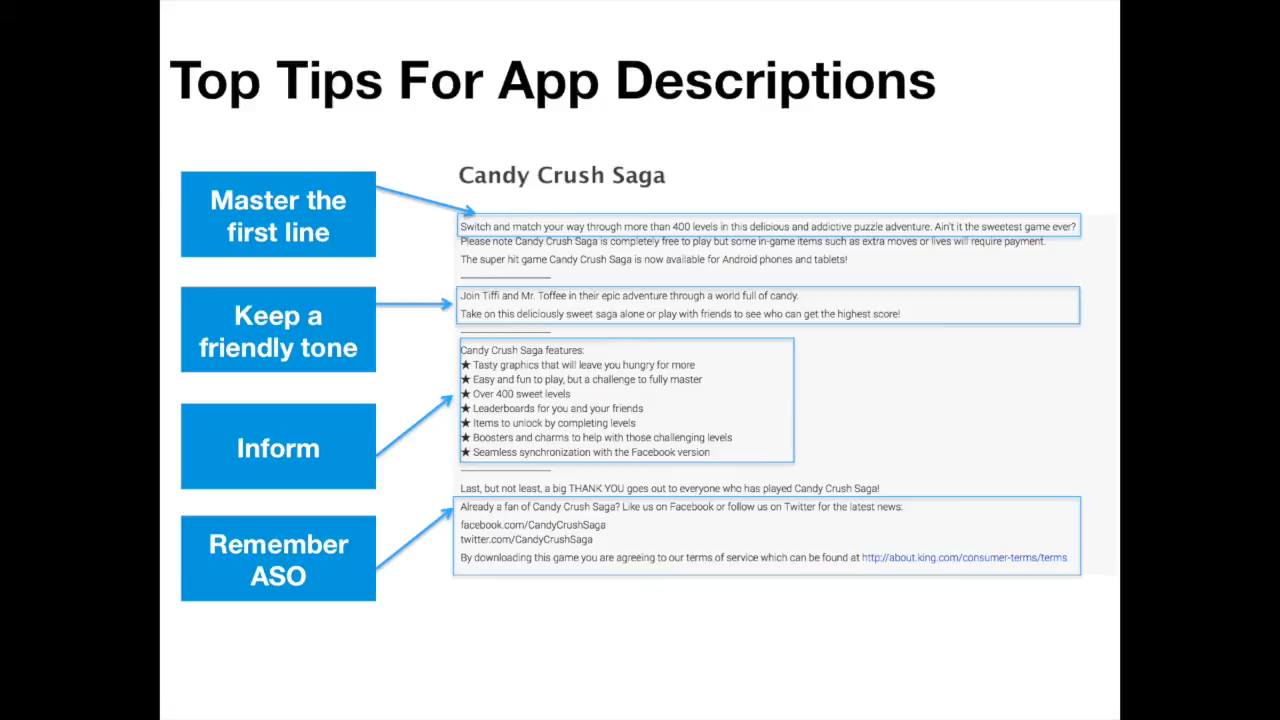 Top Tips For App Descriptions
Master the
first line
Keep a
friendly tone
Inform
Remember
ASO
Candy Crush Saga
Switch and match your way through more than 400 levels in this delicious and addictive puzzle adventure. Ain't it the sweetest game ever?
Please note Candy Crush Saga is completely free to play but some in-game items such as extra moves or lives will require payment.
The super hit game Candy Crush Saga is now available for Android phones and tablets!
Join Tiffi and Mr. Toffee in their epic adventure through a world full of candy.
Take on this deliciously sweet saga alone or play with friends to see who can get the highest score!
Candy Crush Saga features:
★ Tasty graphics that will leave you hungry for more
★ Easy and fun to play, but a challenge to fully master
★ Over 400 sweet levels
★ Leaderboards for you and your friends
★ Items to unlock by completing levels
★ Boosters and charms to help with those challenging levels
★ Seamless synchronization with the Facebook version
Last, but not least, a big THANK YOU goes out to everyone who has played Candy Crush Saga!
Already a fan of Candy Crush Saga? Like us on Facebook or follow us on Twitter for the latest news:
facebook.com/CandyCrushSaga
twitter.com/CandyCrushSaga
By downloading this game you are agreeing to our terms of service which can be found at http://about.king.com/consumer-terms/terms